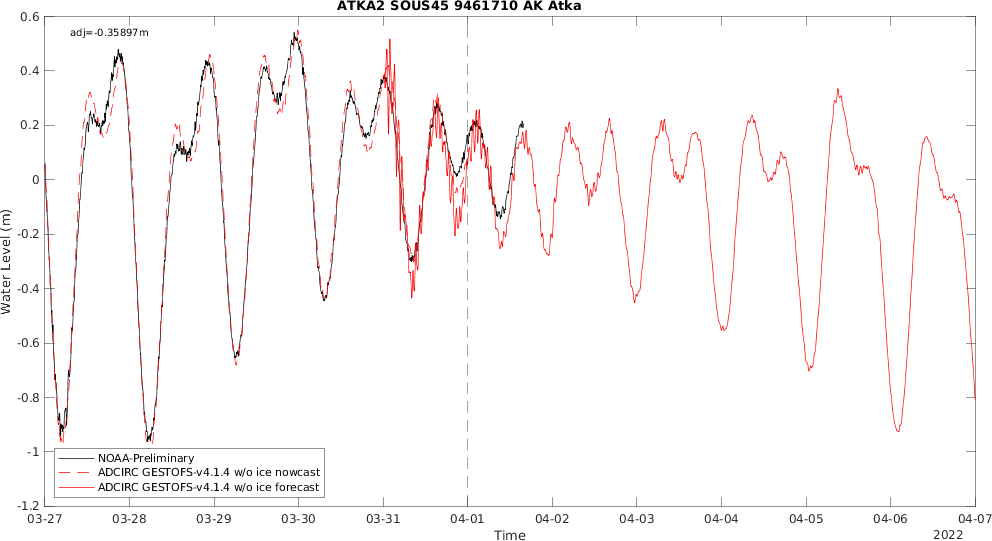 ATKA2 SOUS45 9461710 AK Atka
adj=-0.35897m
0.6
0.4
0.2
0
-0.2
-0.4
-0.6
-0.8
-1
-1.2
Water Level (m)
NOAA-Preliminary
ADCIRC GESTOFS-v4.1.4 w/o ice nowcast
ADCIRC GESTOFS-v4.1.4 w/o ice forecast
03-27 03-28 03-29 03-30 03-31 04-01 04-02 04-03 04-04 04-05 04-06 04-07
Time
2022